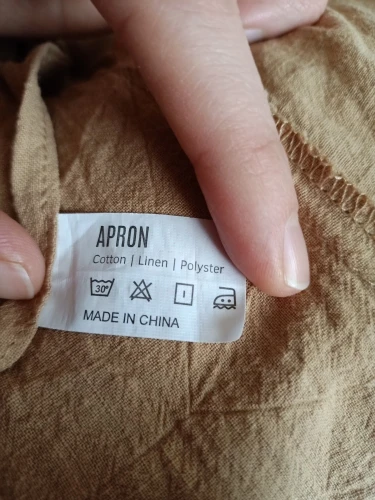 APRON
Cotton | Linen | Polyster
30°
MADE IN CHINA